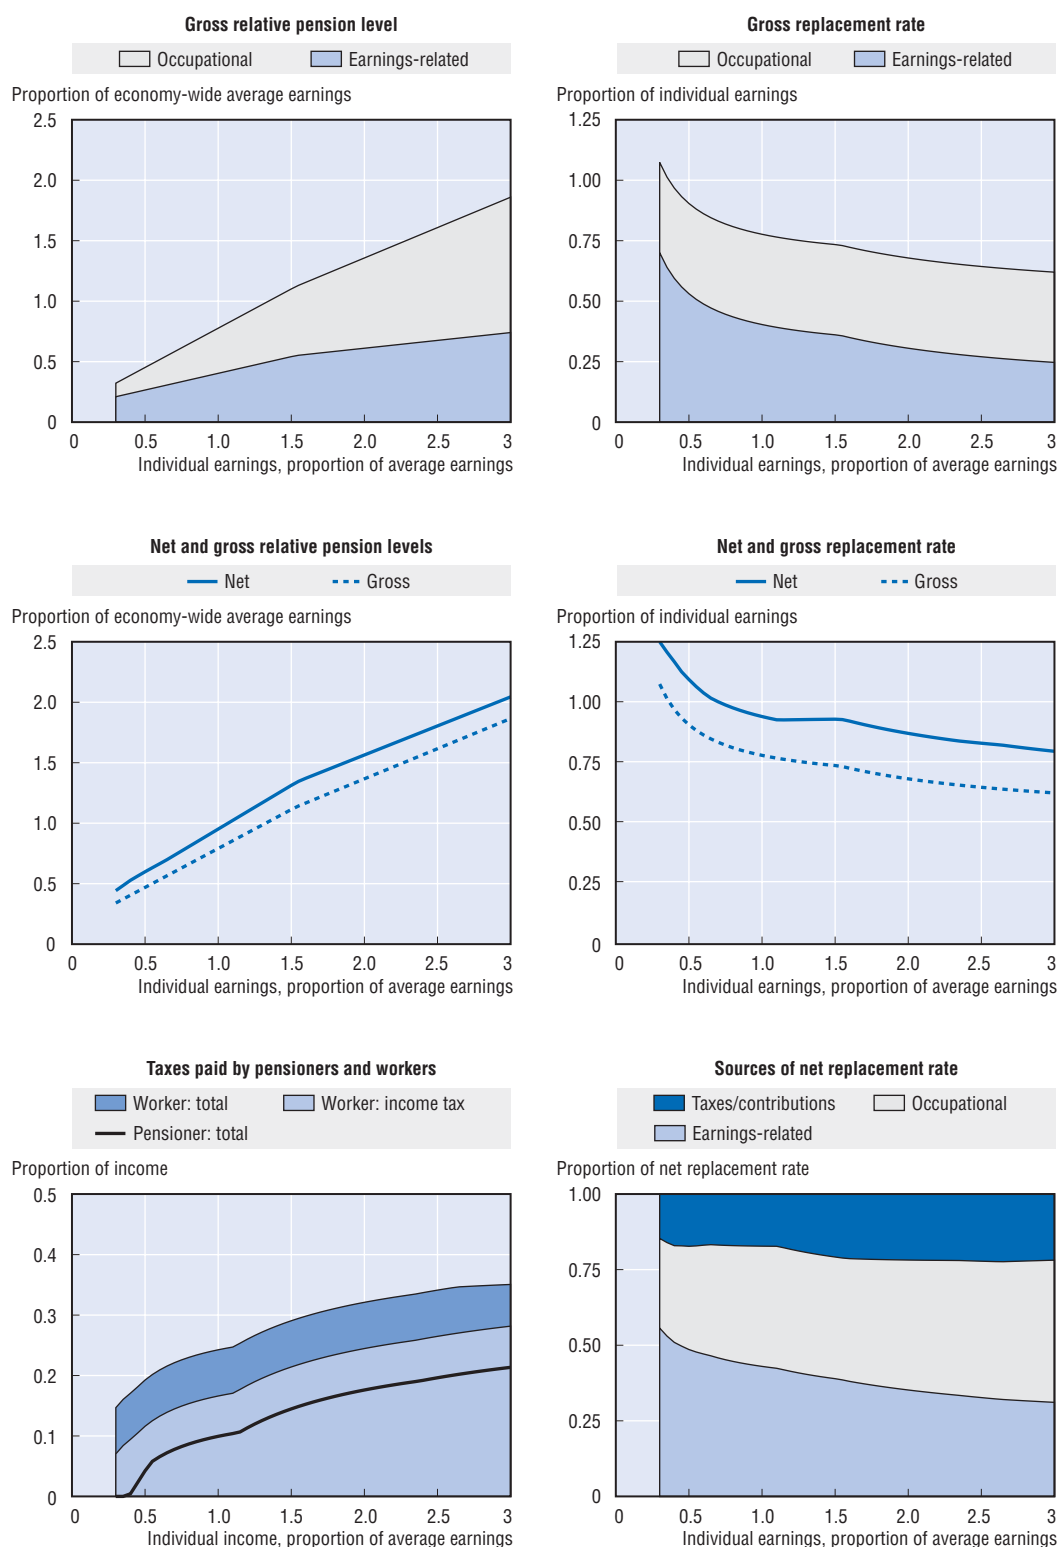 Gross relative pension level
Occupational Earnings-related
Proportion of economy-wide average earnings
2.5
2.0
1.5
1.0
0.5
0
0 0.5 1.0 1.5 2.0 2.5 3
Individual earnings, proportion of average earnings
Gross replacement rate
Occupational Earnings-related
Proportion of individual earnings
1.25
1.00
0.75
0.50
0.25
0
0 0.5 1.0 1.5 2.0 2.5 3
Individual earnings, proportion of average earnings
Net and gross relative pension levels
Net Gross
Proportion of economy-wide average earnings
2.5
2.0
1.5
1.0
0.5
0
0 0.5 1.0 1.5 2.0 2.5 3
Individual earnings, proportion of average earnings
Net and gross replacement rate
Net Gross
Proportion of individual earnings
1.25
1.00
0.75
0.50
0.25
0
0 0.5 1.0 1.5 2.0 2.5 3
Individual earnings, proportion of average earnings
Taxes paid by pensioners and workers
Worker: total Worker: income tax
Pensioner: total
Proportion of income
0.5
0.4
0.3
0.2
0.1
0
0 0.5 1.0 1.5 2.0 2.5 3
Individual income, proportion of average earnings
Sources of net replacement rate
Taxes/contributions Occupational
Earnings-related
Proportion of net replacement rate
1.00
0.75
0.50
0.25
0
0 0.5 1.0 1.5 2.0 2.5 3
Individual earnings, proportion of average earnings